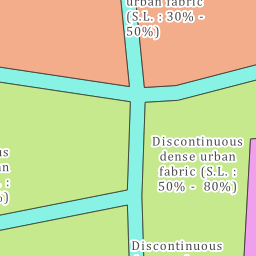 urban fabric
(S.L. : 30% -
50%)
Discontinuous
dense urban
fabric (S.L. :
50% -  80%)
Discontinuous